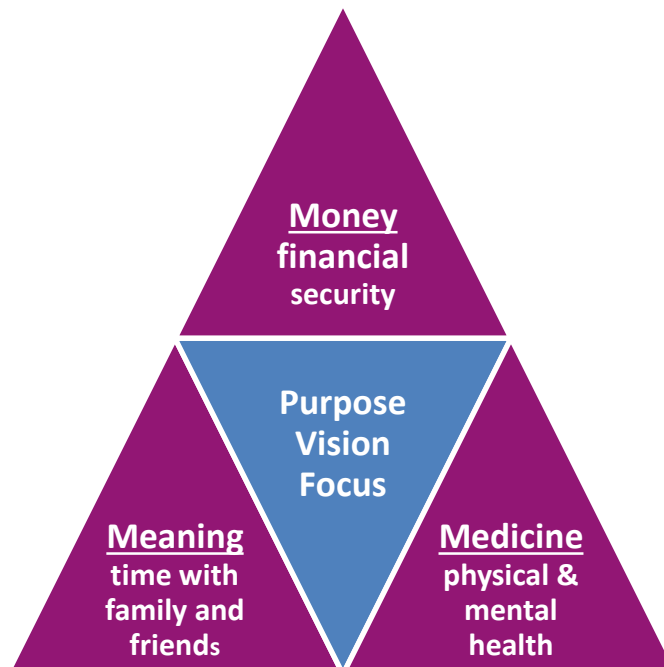 Money
financial
security
Purpose
Vision
Focus
Meaning
time with
family and
friends
Medicine
physical &
mental
health